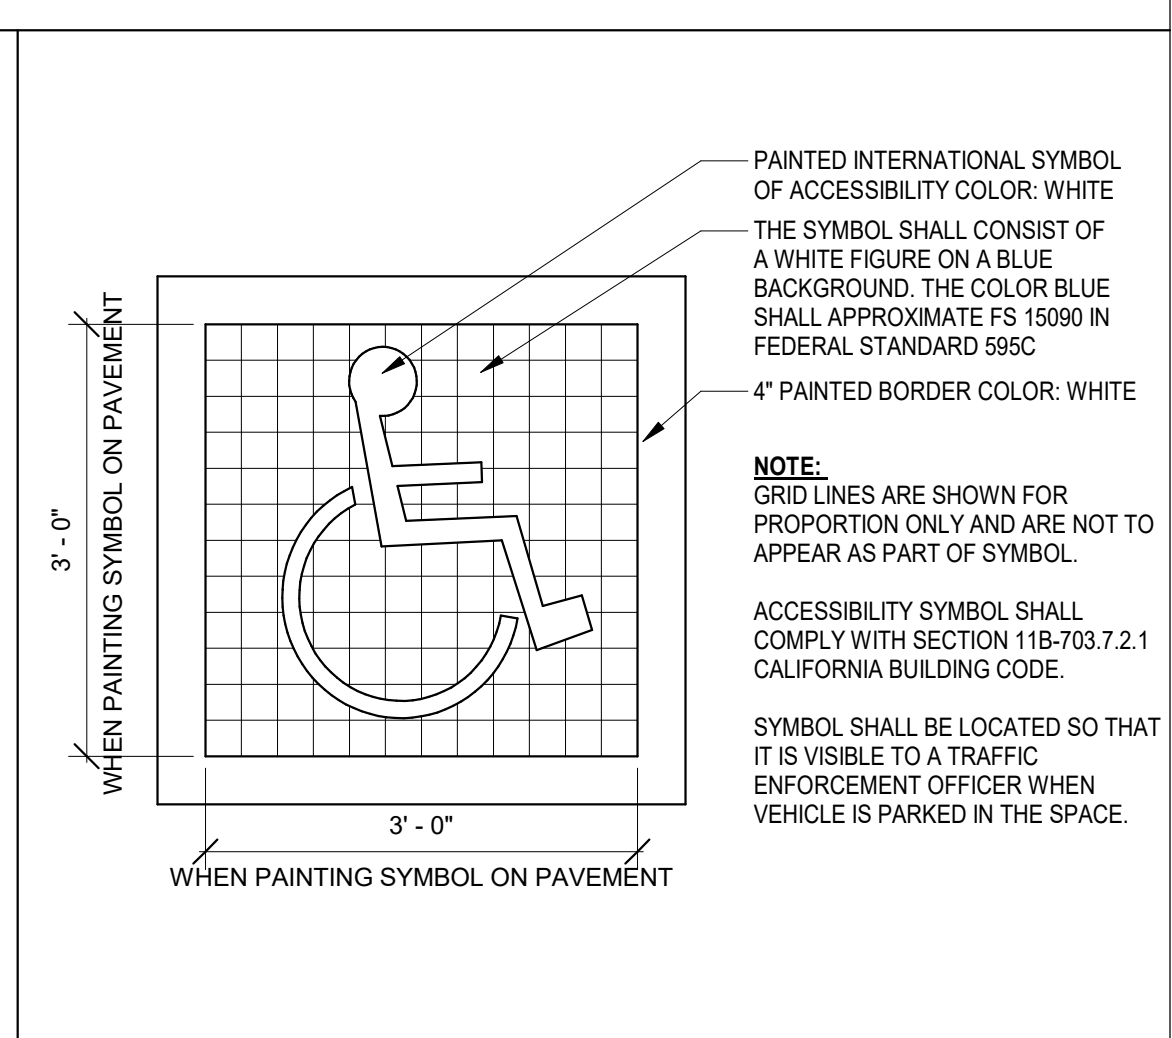 PAINTED INTERNATIONAL SYMBOL
OF ACCESSIBILITY COLOR: WHITE
THE SYMBOL SHALL CONSIST OF
A WHITE FIGURE ON A BLUE
BACKGROUND. THE COLOR BLUE
SHALL APPROXIMATE FS 15090 IN
FEDERAL STANDARD 595C
4" PAINTED BORDER COLOR: WHITE
NOTE:
GRID LINES ARE SHOWN FOR
PROPORTION ONLY AND ARE NOT TO
APPEAR AS PART OF SYMBOL.
ACCESSIBILITY SYMBOL SHALL
COMPLY WITH SECTION 11B-703.7.2.1
CALIFORNIA BUILDING CODE.
SYMBOL SHALL BE LOCATED SO THAT
IT IS VISIBLE TO A TRAFFIC
ENFORCEMENT OFFICER WHEN
VEHICLE IS PARKED IN THE SPACE.
3' - 0"
WHEN PAINTING SYMBOL ON PAVEMENT
3' - 0"
WHEN PAINTING SYMBOL ON PAVEMENT